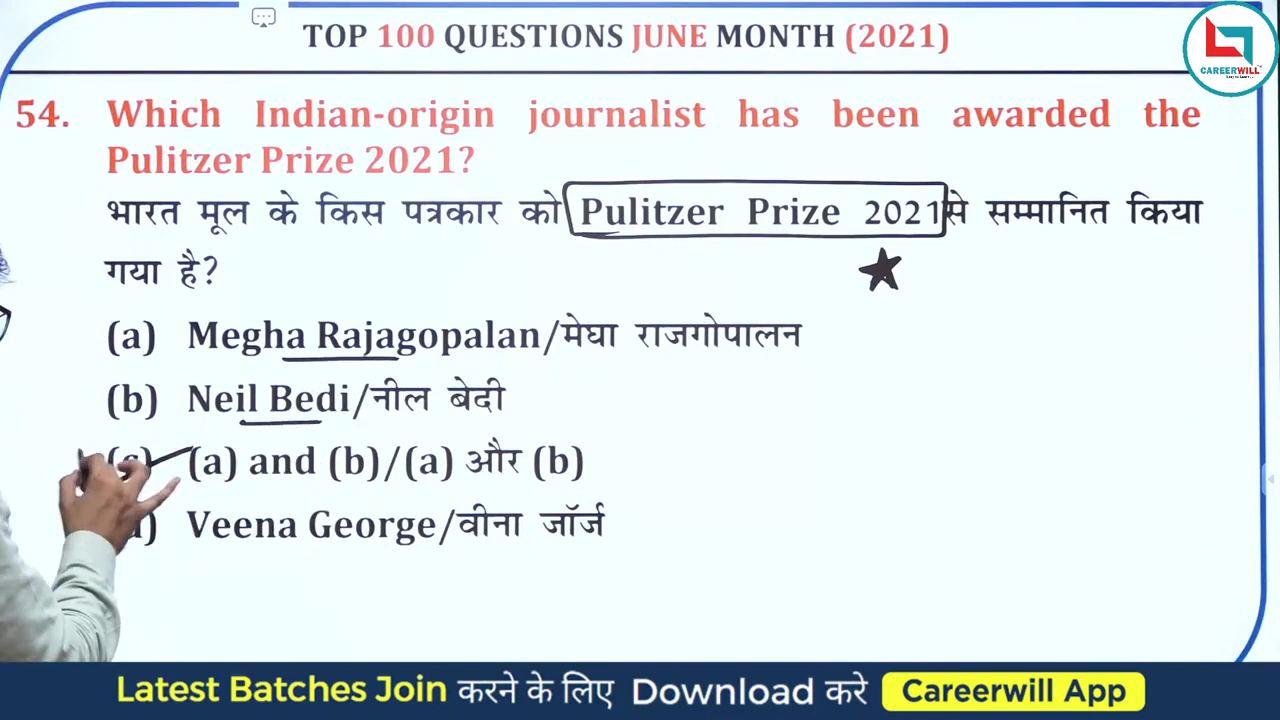 TOP 100 QUESTIONS JUNE MONTH (2021)
CAREERWILL
54. Which Indian-origin journalist has been awarded the
Pulitzer Prize 2021?
भारत मूल के किस पत्रकार को Pulitzer Prize 2021 से सम्मानित किया
गया है?
(a) Megha Rajagopalan/मेघा राजगोपालन
(b) Neil Bedi/नील बेदी
(a) and (b)/(a) और (b)
Veena George/वीना जॉर्ज
Latest Batches Join करने के लिए Download करे Careerwill App